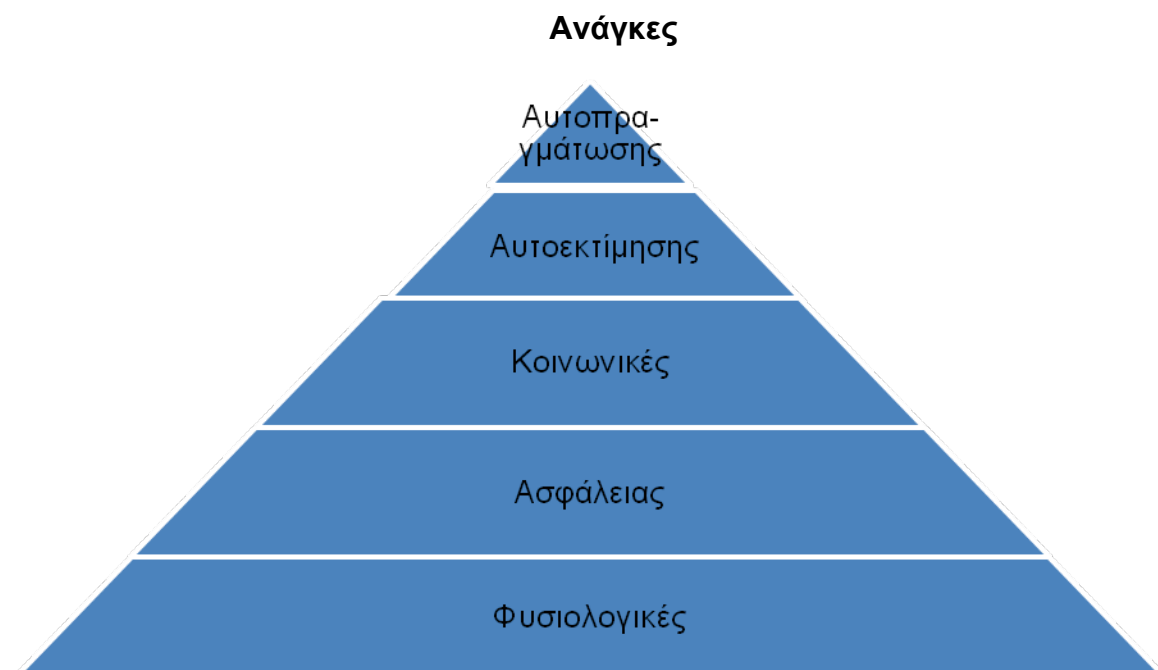 Ανάγκες
Αυτοπρα-
γμάτωσης
Αυτοεκτίμησης
Κοινωνικές
Ασφάλειας
Φυσιολογικές